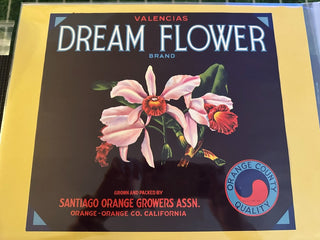 VALENCIAS
DREAM FLOWER
BRAND
GROWN AND PACKED BY
SANTIAGO ORANGE GROWERS ASSN.
ORANGE - ORANGE CO. CALIFORNIA
ORANGE COUNTY
QUALITY